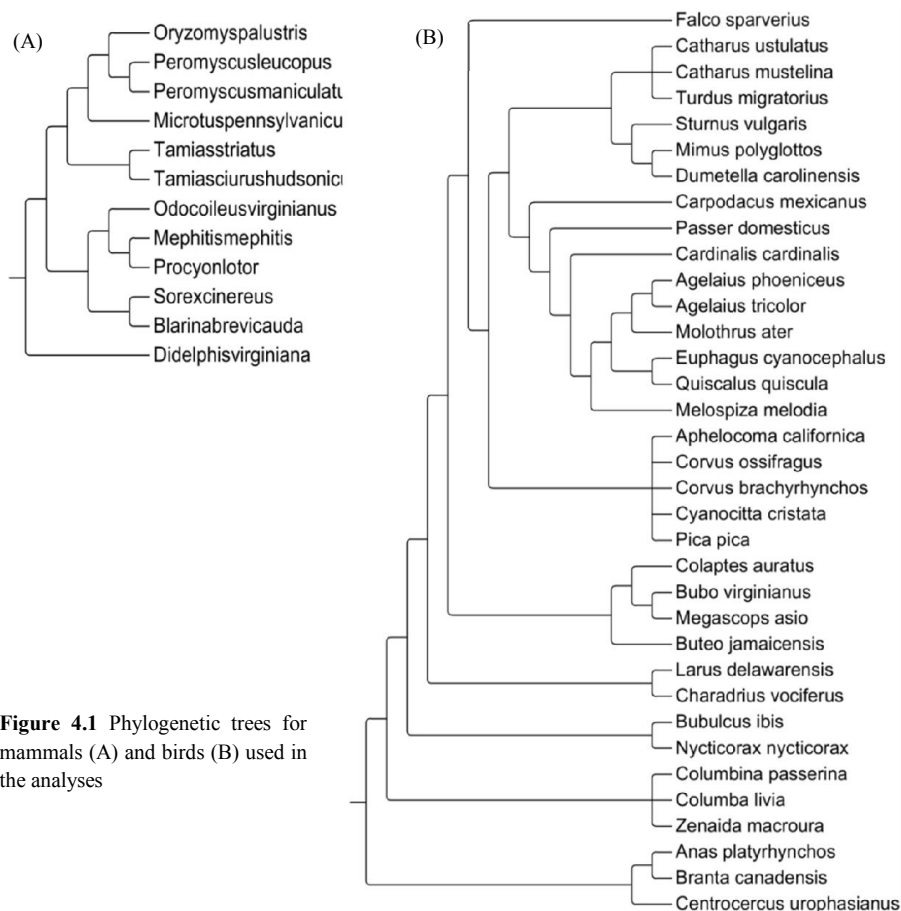 (A)
Oryzomyspalustris
Peromyscusleucopus
Peromyscusmaniculatu
Microtuspennsylvanicu
Tamiasstriatus
Tamiasciurushudsonicu
Odocoileusvirginianus
Mephitismephitis
Procyonlotor
Sorexcinereus
Blarinabrevicauda
Didelphisvirginiana
(B)
Falco sparverius
Catharus ustulatus
Catharus mustelina
Turdus migratorius
Sturnus vulgaris
Mimus polyglottos
Dumetella carolinensis
Carpodacus mexicanus
Passer domesticus
Cardinalis cardinalis
Agelaius phoeniceus
Agelaius tricolor
Molothrus ater
Euphagus cyanocephalus
Quiscalus quiscula
Melospiza melodia
Aphelocoma californica
Corvus ossifragus
Corvus brachyrhynchos
Cyanocitta cristata
Pica pica
Colaptes auratus
Bubo virginianus
Megascops asio
Buteo jamaicensis
Larus delawarensis
Charadrius vociferus
Bubulcus ibis
Nycticorax nycticorax
Columbina passerina
Columba livia
Zenaida macroura
Anas platyrhynchos
Branta canadensis
Centrocercus urophasianus
Figure 4.1 Phylogenetic trees for
mammals (A) and birds (B) used in
the analyses